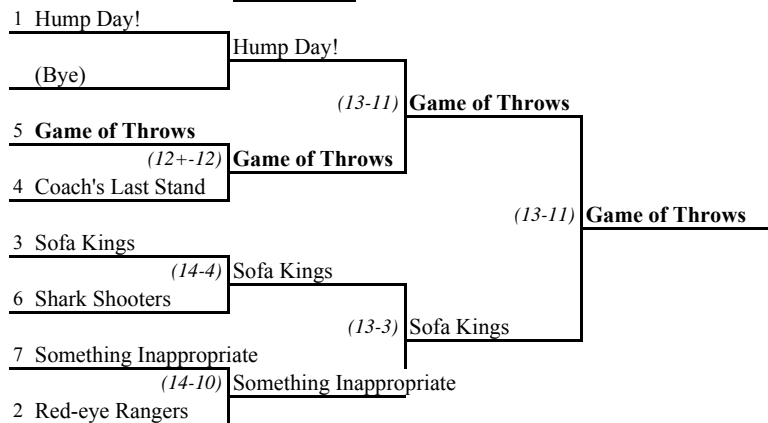 1 Hump Day!
Hump Day!
(Bye)
(13-11) Game of Throws
5 Game of Throws
(12+-12) Game of Throws
4 Coach's Last Stand
(13-11) Game of Throws
3 Sofa Kings
(14-4) Sofa Kings
6 Shark Shooters
(13-3) Sofa Kings
7 Something Inappropriate
(14-10) Something Inappropriate
2 Red-eye Rangers